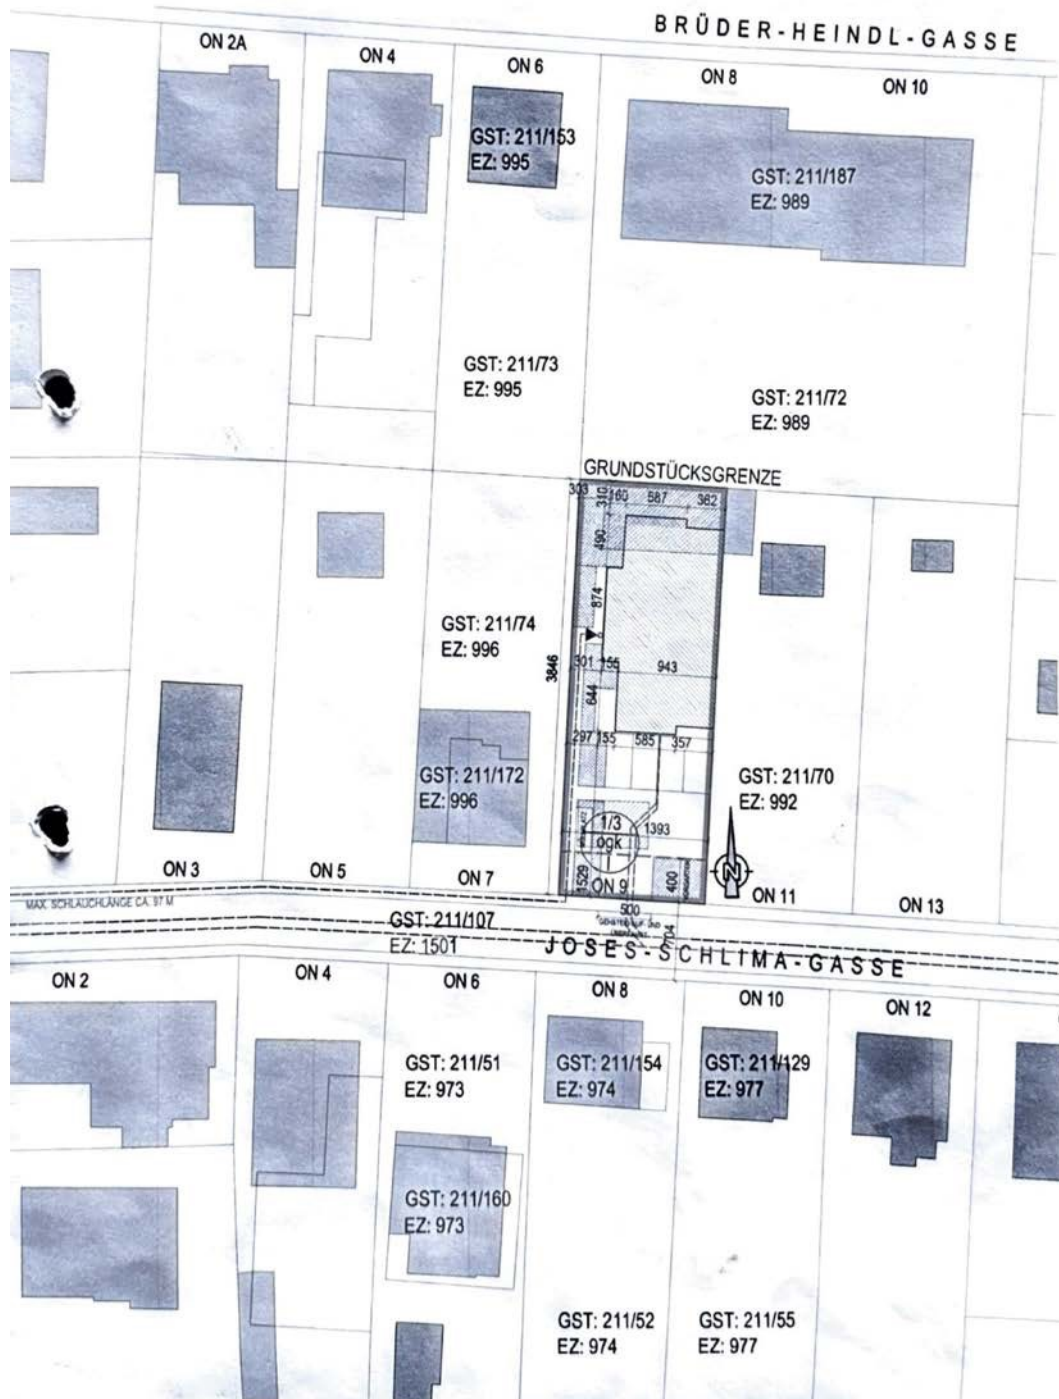 BRÜDER-HEINDL-GASSE
ON 2A
ON 4
ON 6
ON 8
ON 10
GST: 211/153
EZ: 995
GST: 211/187
EZ: 989
GST: 211/73
EZ: 995
GST: 211/72
EZ: 989
GRUNDSTÜCKSGRENZE
303
310
160
587
362
490
874
GST: 211/74
EZ: 996
3846
301
155
943
644
297
155
585
357
GST: 211/172
EZ: 996
GST: 211/70
EZ: 992
1/3
ogk
1393
N
ON 3
ON 5
ON 7
529
ON 9
400
ON 11
ON 13
MAX. SCHLAUCHLÄNGE CA. 97 M
500
704
GST: 211/107
EZ: 1501
JOSES-SCHLIMA-GASSE
ON 2
ON 4
ON 6
ON 8
ON 10
ON 12
GST: 211/51
EZ: 973
GST: 211/154
EZ: 974
GST: 211/129
EZ: 977
GST: 211/160
EZ: 973
GST: 211/52
EZ: 974
GST: 211/55
EZ: 977